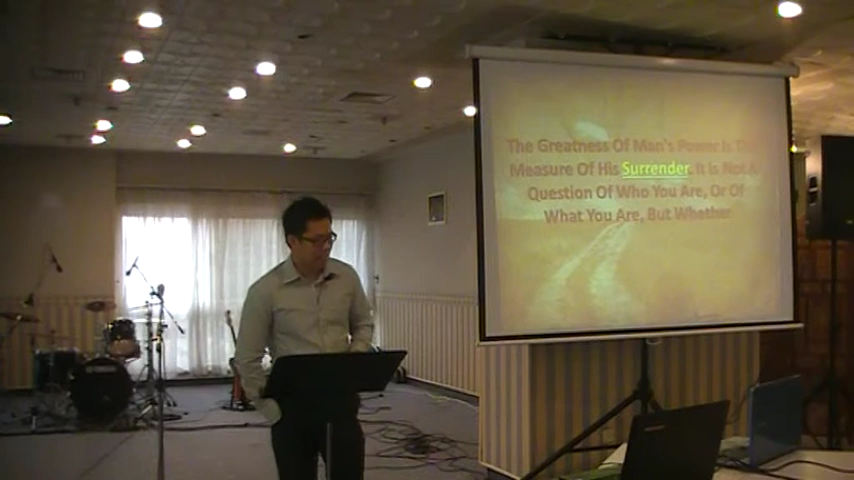 The Greatness Of Man's Power Is The
Measure Of His Surrender. It Is Not A
Question Of Who You Are, Or Of
What You Are, But Whether